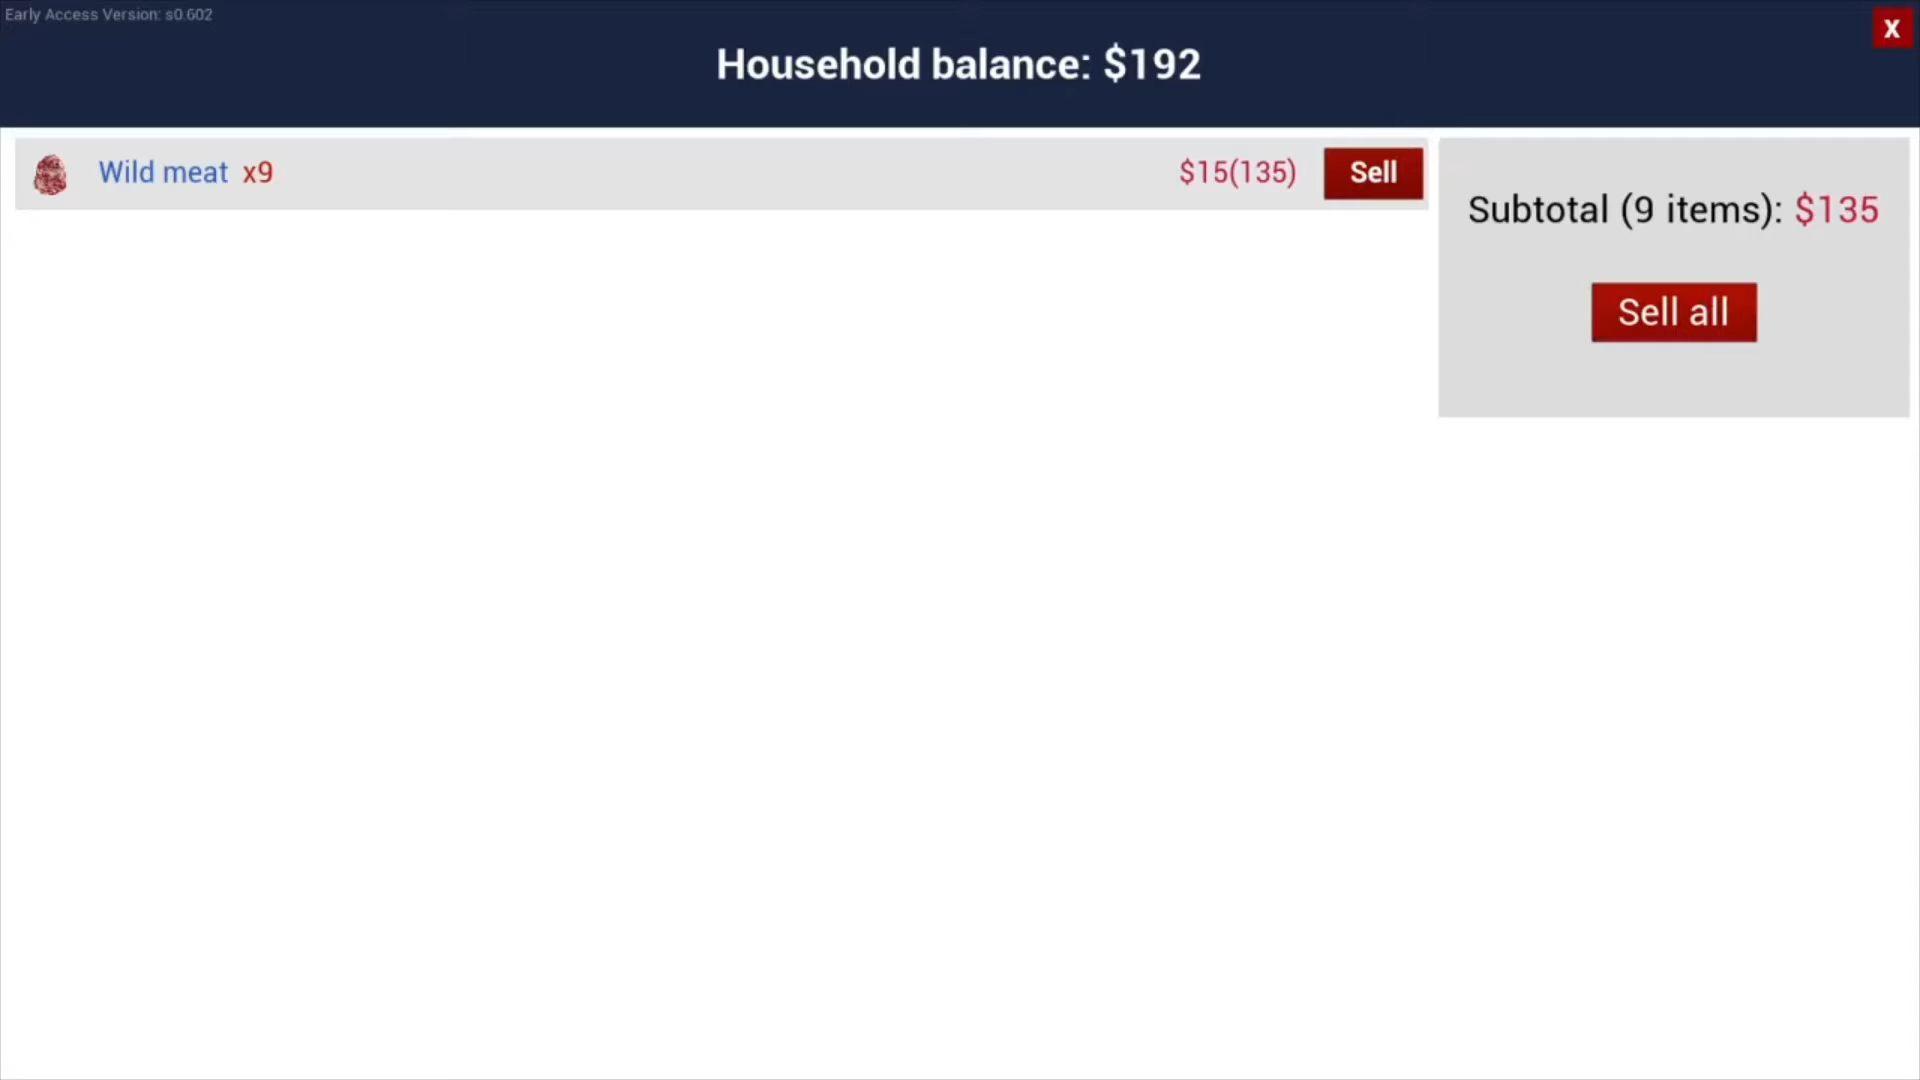 Early Access Version: s0.602
X
Household balance: $192
Wild meat x9 $15(135) Sell
Subtotal (9 items): $135
Sell all